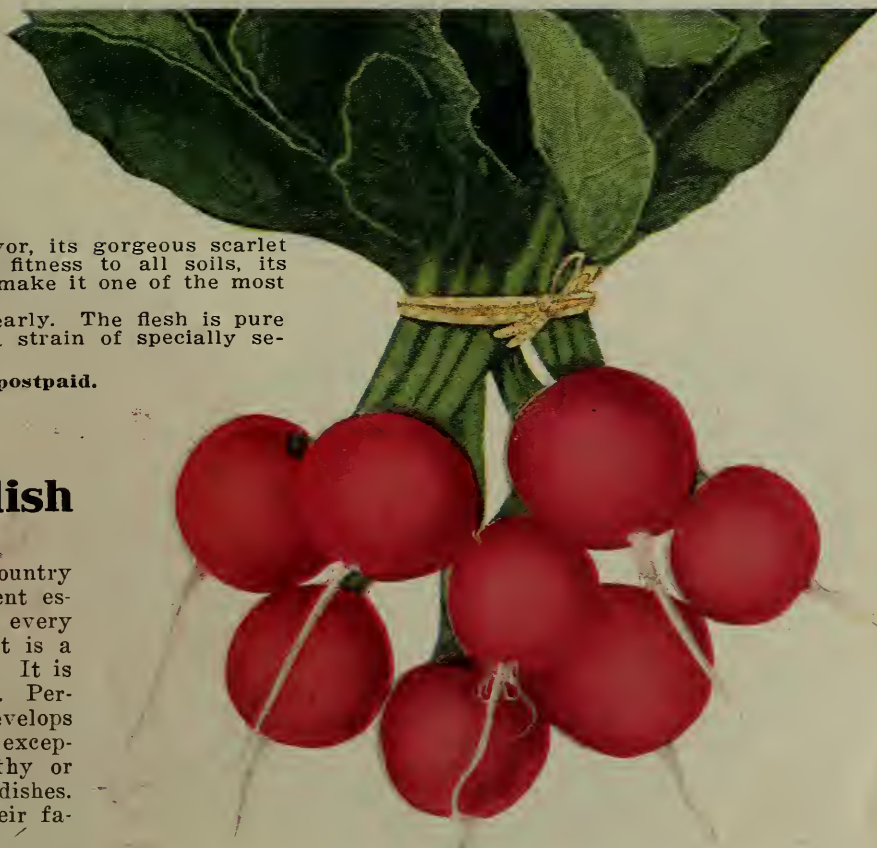 vor, its gorgeous scarlet
fitness to all soils, its
make it one of the most
early. The flesh is pure
strain of specially se-
postpaid.
lish
ountry
ent es-
every
t is a
It is
. Per-
evelops
excep-
thy or
dishes.
eir fa-